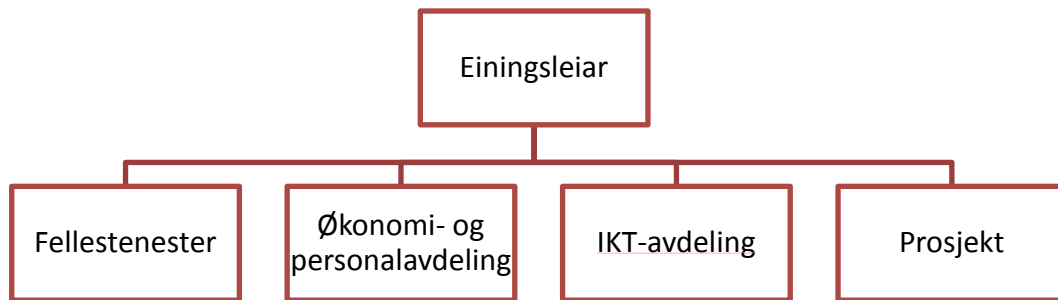 Einingsleiar
Fellestenester
Økonomi- og
personalavdeling
IKT-avdeling
Prosjekt